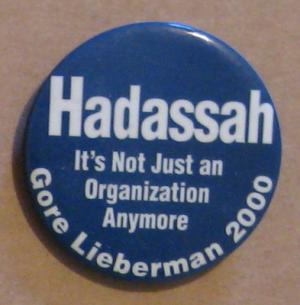 Hadassah
It's Not Just an
Organization
Anymore
Gore Lieberman 2000